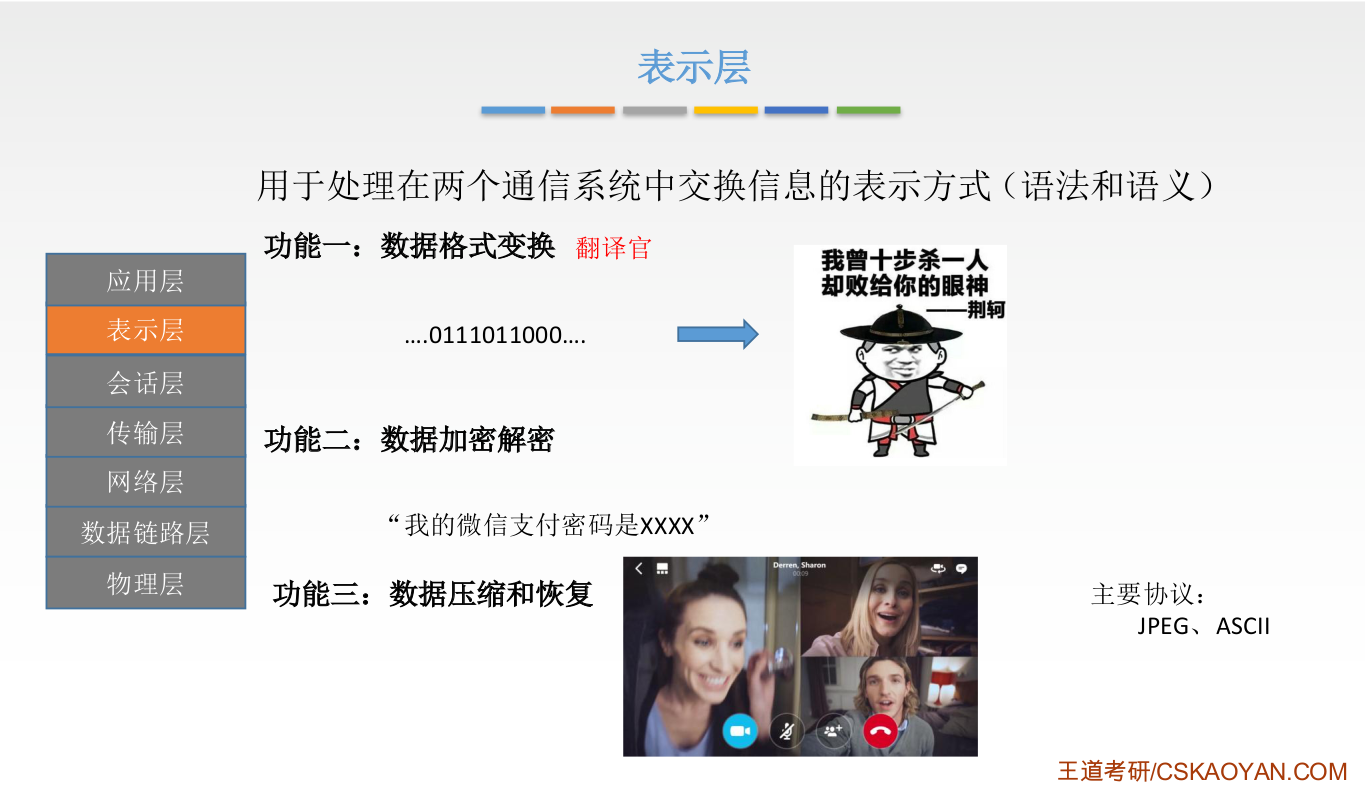 表示层
用于处理在两个通信系统中交换信息的表示方式（语法和语义）
功能一：数据格式变换 翻译官
应用层
表示层
会话层
传输层
网络层
数据链路层
物理层
….0111011000….
我曾十步杀一人
却败给你的眼神
——荆轲
功能二：数据加密解密
“我的微信支付密码是XXXX”
功能三：数据压缩和恢复
Derren, Sharon
00:09
主要协议：
JPEG、ASCII
王道考研/CSKAOYAN.COM